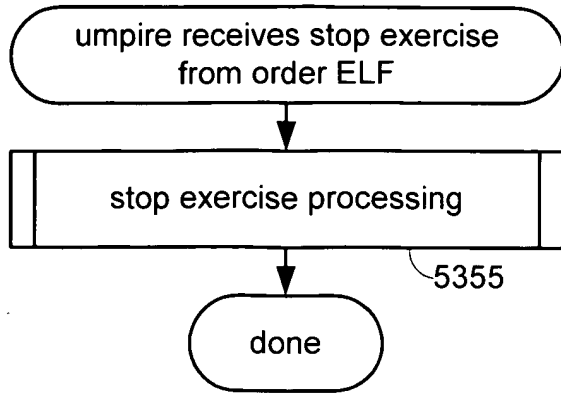 umpire receives stop exercise
from order ELF
stop exercise processing
5355
done